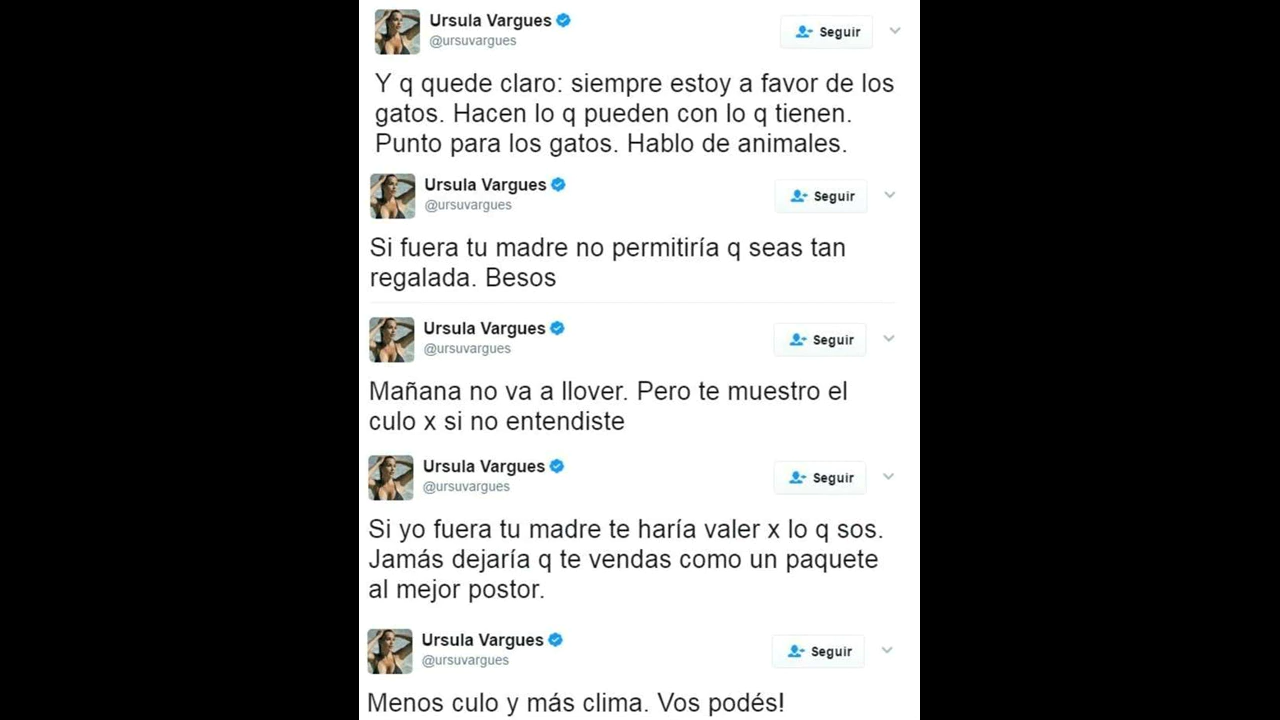 Ursula Vargues
@ursuvargues
Seguir
Y q quede claro: siempre estoy a favor de los
gatos. Hacen lo q pueden con lo q tienen.
Punto para los gatos. Hablo de animales.
Ursula Vargues
@ursuvargues
Seguir
Si fuera tu madre no permitiría q seas tan
regalada. Besos
Ursula Vargues
@ursuvargues
Seguir
Mañana no va a llover. Pero te muestro el
culo x si no entendiste
Ursula Vargues
@ursuvargues
Seguir
Si yo fuera tu madre te haría valer x lo q sos.
Jamás dejaría q te vendas como un paquete
al mejor postor.
Ursula Vargues
@ursuvargues
Seguir
Menos culo y más clima. Vos podés!